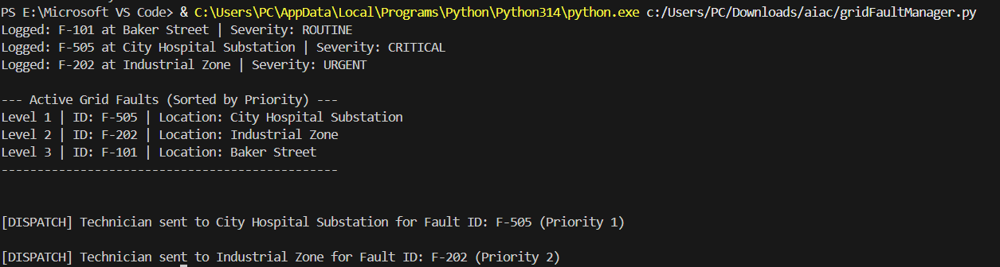 PS E:\Microsoft VS Code> & C:\Users\PC\AppData\Local\Programs\Python\Python314\python.exe c:/Users/PC/Downloads/aiac/gridFaultManager.py
Logged: F-101 at Baker Street | Severity: ROUTINE
Logged: F-505 at City Hospital Substation | Severity: CRITICAL
Logged: F-202 at Industrial Zone | Severity: URGENT
--- Active Grid Faults (Sorted by Priority) ---
Level 1 | ID: F-505 | Location: City Hospital Substation
Level 2 | ID: F-202 | Location: Industrial Zone
Level 3 | ID: F-101 | Location: Baker Street
-----------------------------------------------
[DISPATCH] Technician sent to City Hospital Substation for Fault ID: F-505 (Priority 1)
[DISPATCH] Technician sent to Industrial Zone for Fault ID: F-202 (Priority 2)